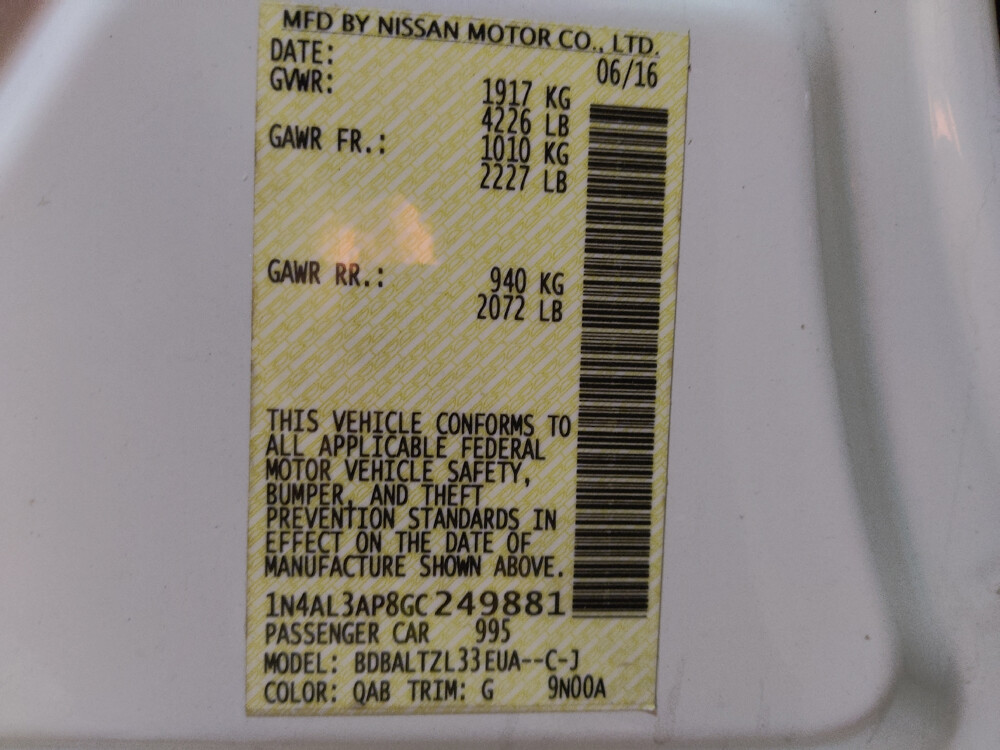 MFD BY NISSAN MOTOR CO., LTD.
DATE: 06/16
GVWR: 1917 KG
4226 LB
GAWR FR.: 1010 KG
2227 LB
GAWR RR.: 940 KG
2072 LB
THIS VEHICLE CONFORMS TO
ALL APPLICABLE FEDERAL
MOTOR VEHICLE SAFETY,
BUMPER, AND THEFT
PREVENTION STANDARDS IN
EFFECT ON THE DATE OF
MANUFACTURE SHOWN ABOVE.
1N4AL3AP8GC249881
PASSENGER CAR 995
MODEL: BDBALTZL33EUA--C-J
COLOR: QAB TRIM: G 9N00A